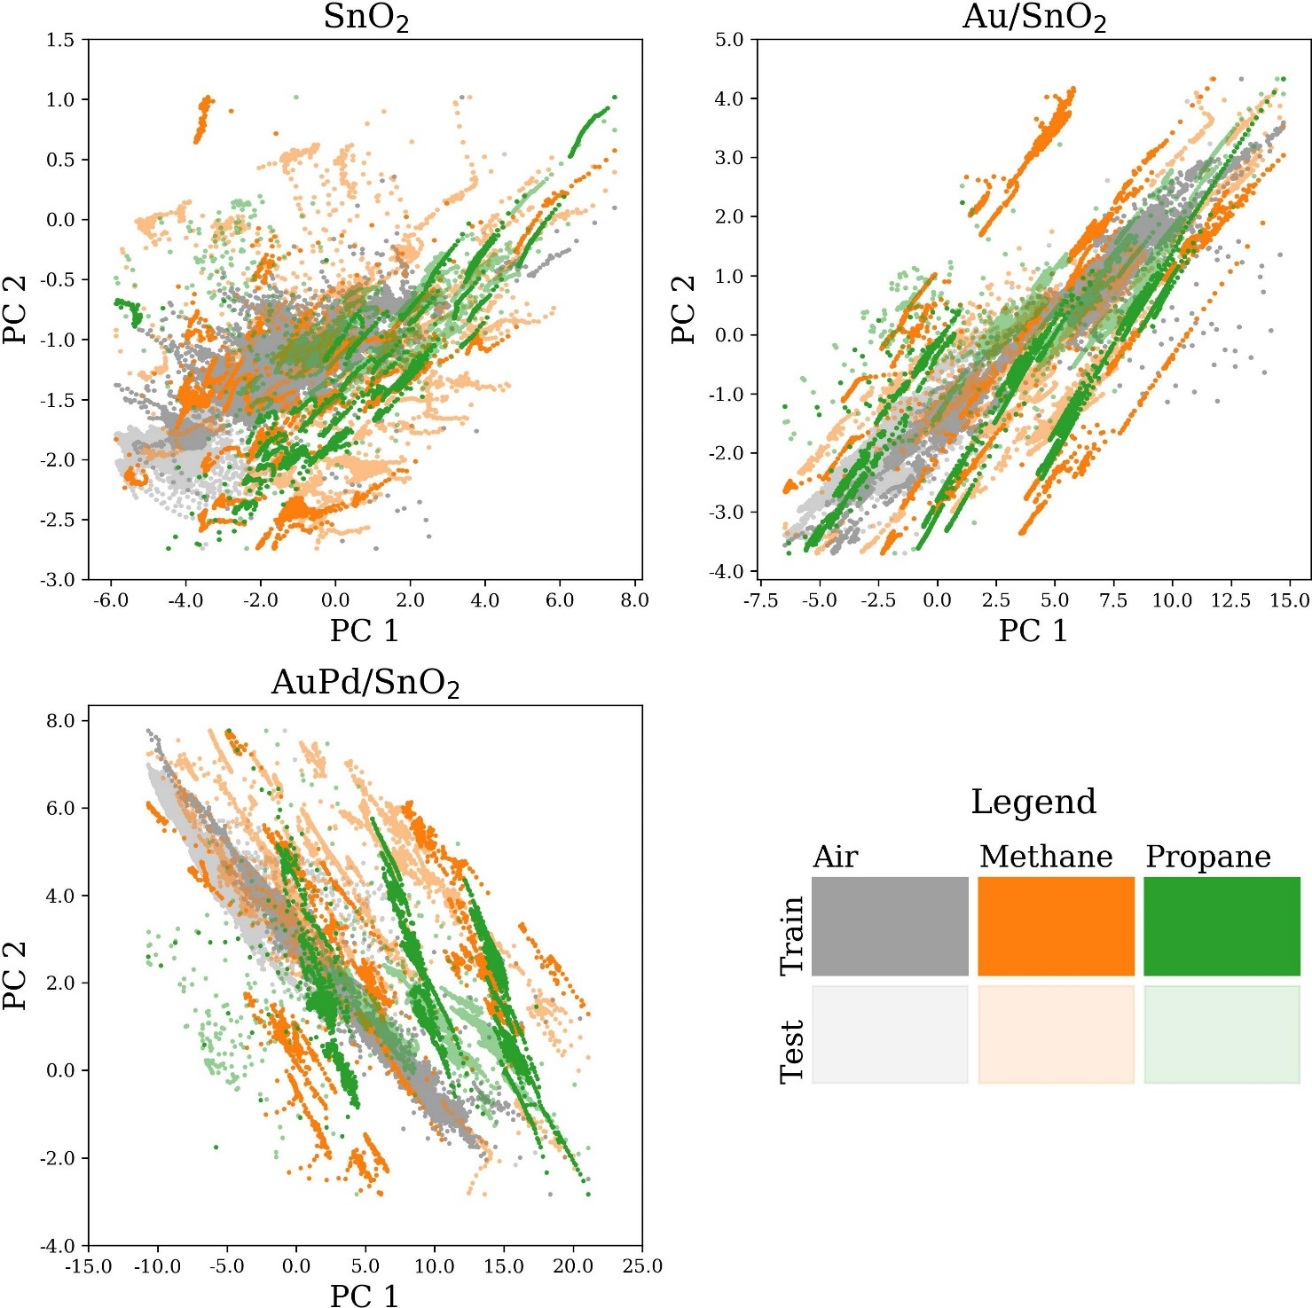 SnO₂
1.5
1.0
0.5
0.0
-0.5
-1.0
-1.5
-2.0
-2.5
-3.0
PC 2
-6.0 -4.0 -2.0 0.0 2.0 4.0 6.0 8.0
PC 1
Au/SnO₂
5.0
4.0
3.0
2.0
1.0
0.0
-1.0
-2.0
-3.0
-4.0
PC 2
-7.5 -5.0 -2.5 0.0 2.5 5.0 7.5 10.0 12.5 15.0
PC 1
AuPd/SnO₂
8.0
6.0
4.0
2.0
0.0
-2.0
-4.0
PC 2
-15.0 -10.0 -5.0 0.0 5.0 10.0 15.0 20.0 25.0
PC 1
Legend
Air Methane Propane
Train
Test